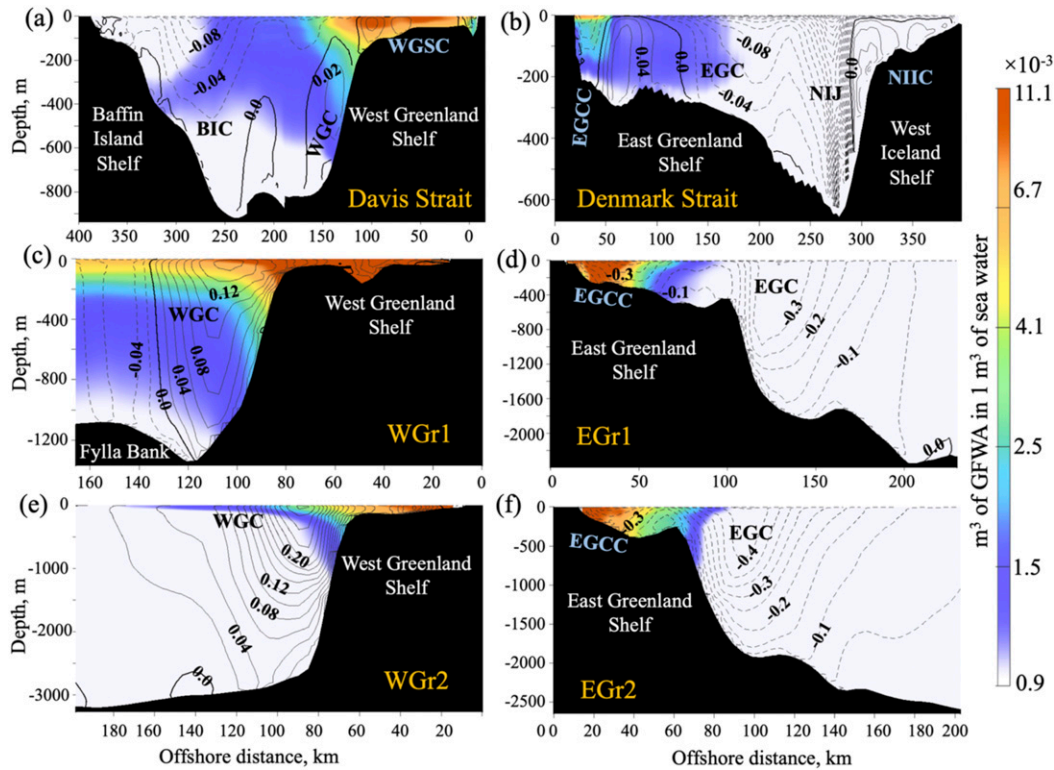 (a)
0
-200
-400
-600
-800
Depth, m
-0.08
-0.04
0.0
0.02
BIC
WGC
WGSC
Baffin
Island
Shelf
West Greenland
Shelf
Davis Strait
400 350 300 250 200 150 100 50 0
(b)
0
-200
-400
-600
0.04
0.0
-0.08
-0.04
0.0
EGC
NIJ
NIIC
EGCC
East Greenland
Shelf
West
Iceland
Shelf
Denmark Strait
0 50 100 150 200 250 300 350
(c)
0
-400
-800
-1200
Depth, m
WGC
0.12
0.08
0.04
0.0
-0.04
West Greenland
Shelf
Fylla Bank
WGr1
160 140 120 100 80 60 40 20 0
(d)
0
-400
-800
-1200
-1600
-2000
-0.3
-0.1
EGCC
EGC
-0.3
-0.2
-0.1
0.0
East Greenland
Shelf
EGr1
0 50 100 150 200
(e)
0
-1000
-2000
-3000
Depth, m
WGC
0.20
0.12
0.08
0.04
0.0
West Greenland
Shelf
WGr2
180 160 140 120 100 80 60 40 20 0
Offshore distance, km
(f)
0
-500
-1000
-1500
-2000
-2500
-0.3
EGCC
EGC
-0.4
-0.3
-0.2
-0.1
East Greenland
Shelf
EGr2
0 20 40 60 80 100 120 140 160 180 200
Offshore distance, km
×10⁻³
11.1
6.7
4.1
2.5
1.5
0.9
m³ of GFWA in 1 m³ of sea water